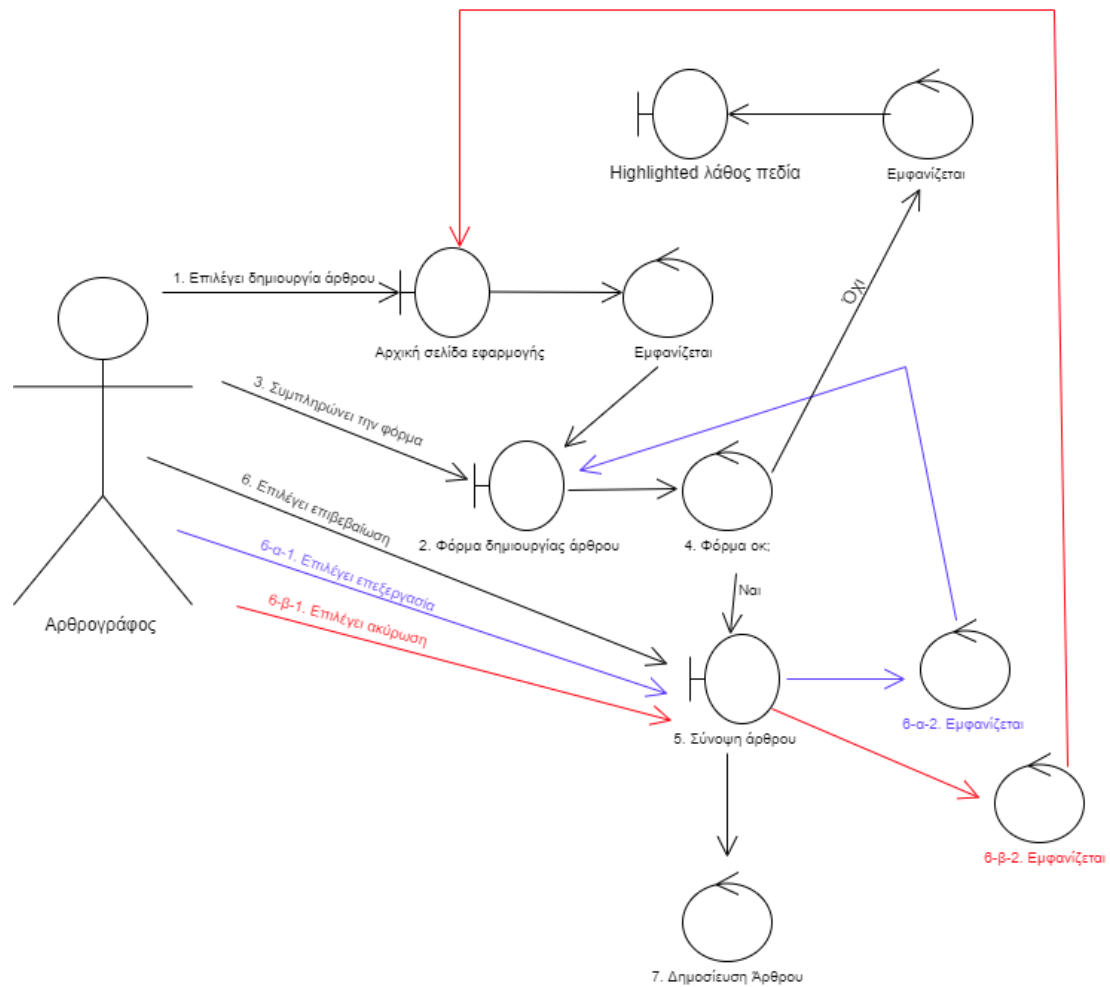 Highlighted λάθος πεδία
Εμφανίζεται
1. Επιλέγει δημιουργία άρθρου
Όχι
Αρχική σελίδα εφαρμογής
Εμφανίζεται
3. Συμπληρώνει την φόρμα
6. Επιλέγει επιβεβαίωση
2. Φόρμα δημιουργίας άρθρου
4. Φόρμα οκ;
6-α-1. Επιλέγει επεξεργασία
Ναι
6-β-1. Επιλέγει ακύρωση
Αρθρογράφος
6-α-2. Εμφανίζεται
5. Σύνοψη άρθρου
6-β-2. Εμφανίζεται
7. Δημοσίευση Άρθρου